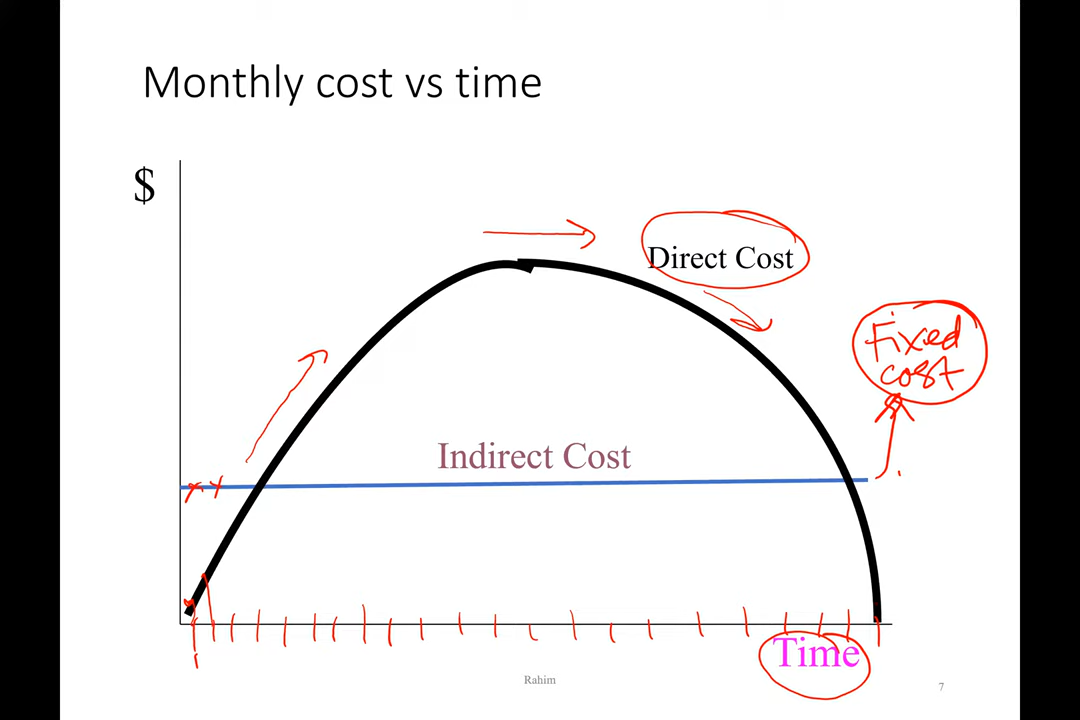 Monthly cost vs time
$
Direct Cost
Fixed
cost
Indirect Cost
Time
Rahim
7